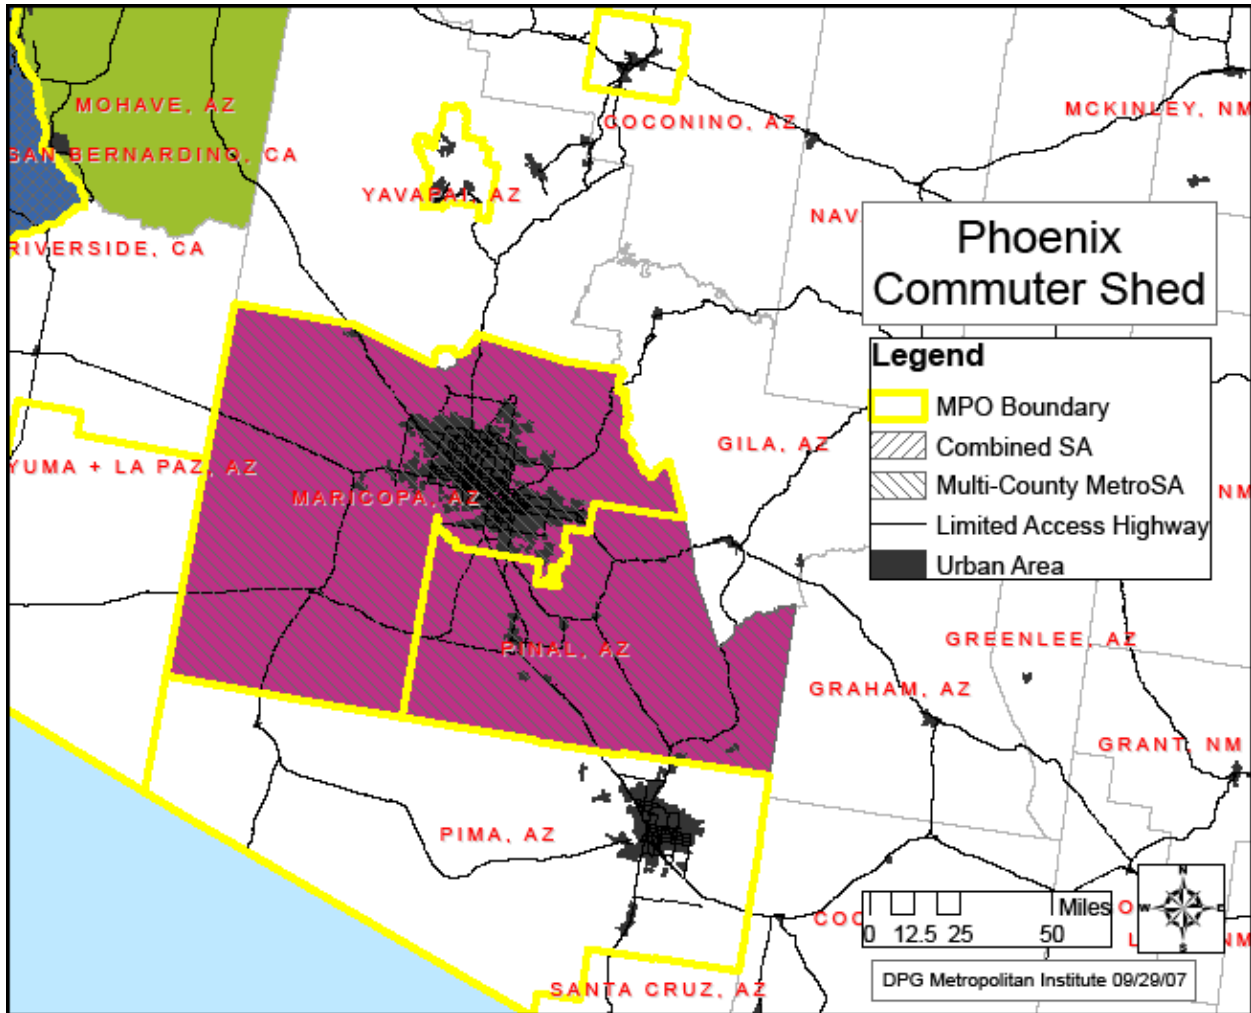 MOHAVE, AZ
COCONINO, AZ
MCKINLEY, NM
SAN BERNARDINO, CA
YAVAPAI, AZ
NAV
RIVERSIDE, CA
Phoenix
Commuter Shed
Legend
MPO Boundary
Combined SA
Multi-County MetroSA
Limited Access Highway
Urban Area
GILA, AZ
YUMA + LA PAZ, AZ
MARICOPA, AZ
NM
PINAL, AZ
GREENLEE, AZ
GRAHAM, AZ
GRANT, NM
PIMA, AZ
N
W E
S
Miles
0 12.5 25 50
COC
O
L NM
DPG Metropolitan Institute 09/29/07
SANTA CRUZ, AZ